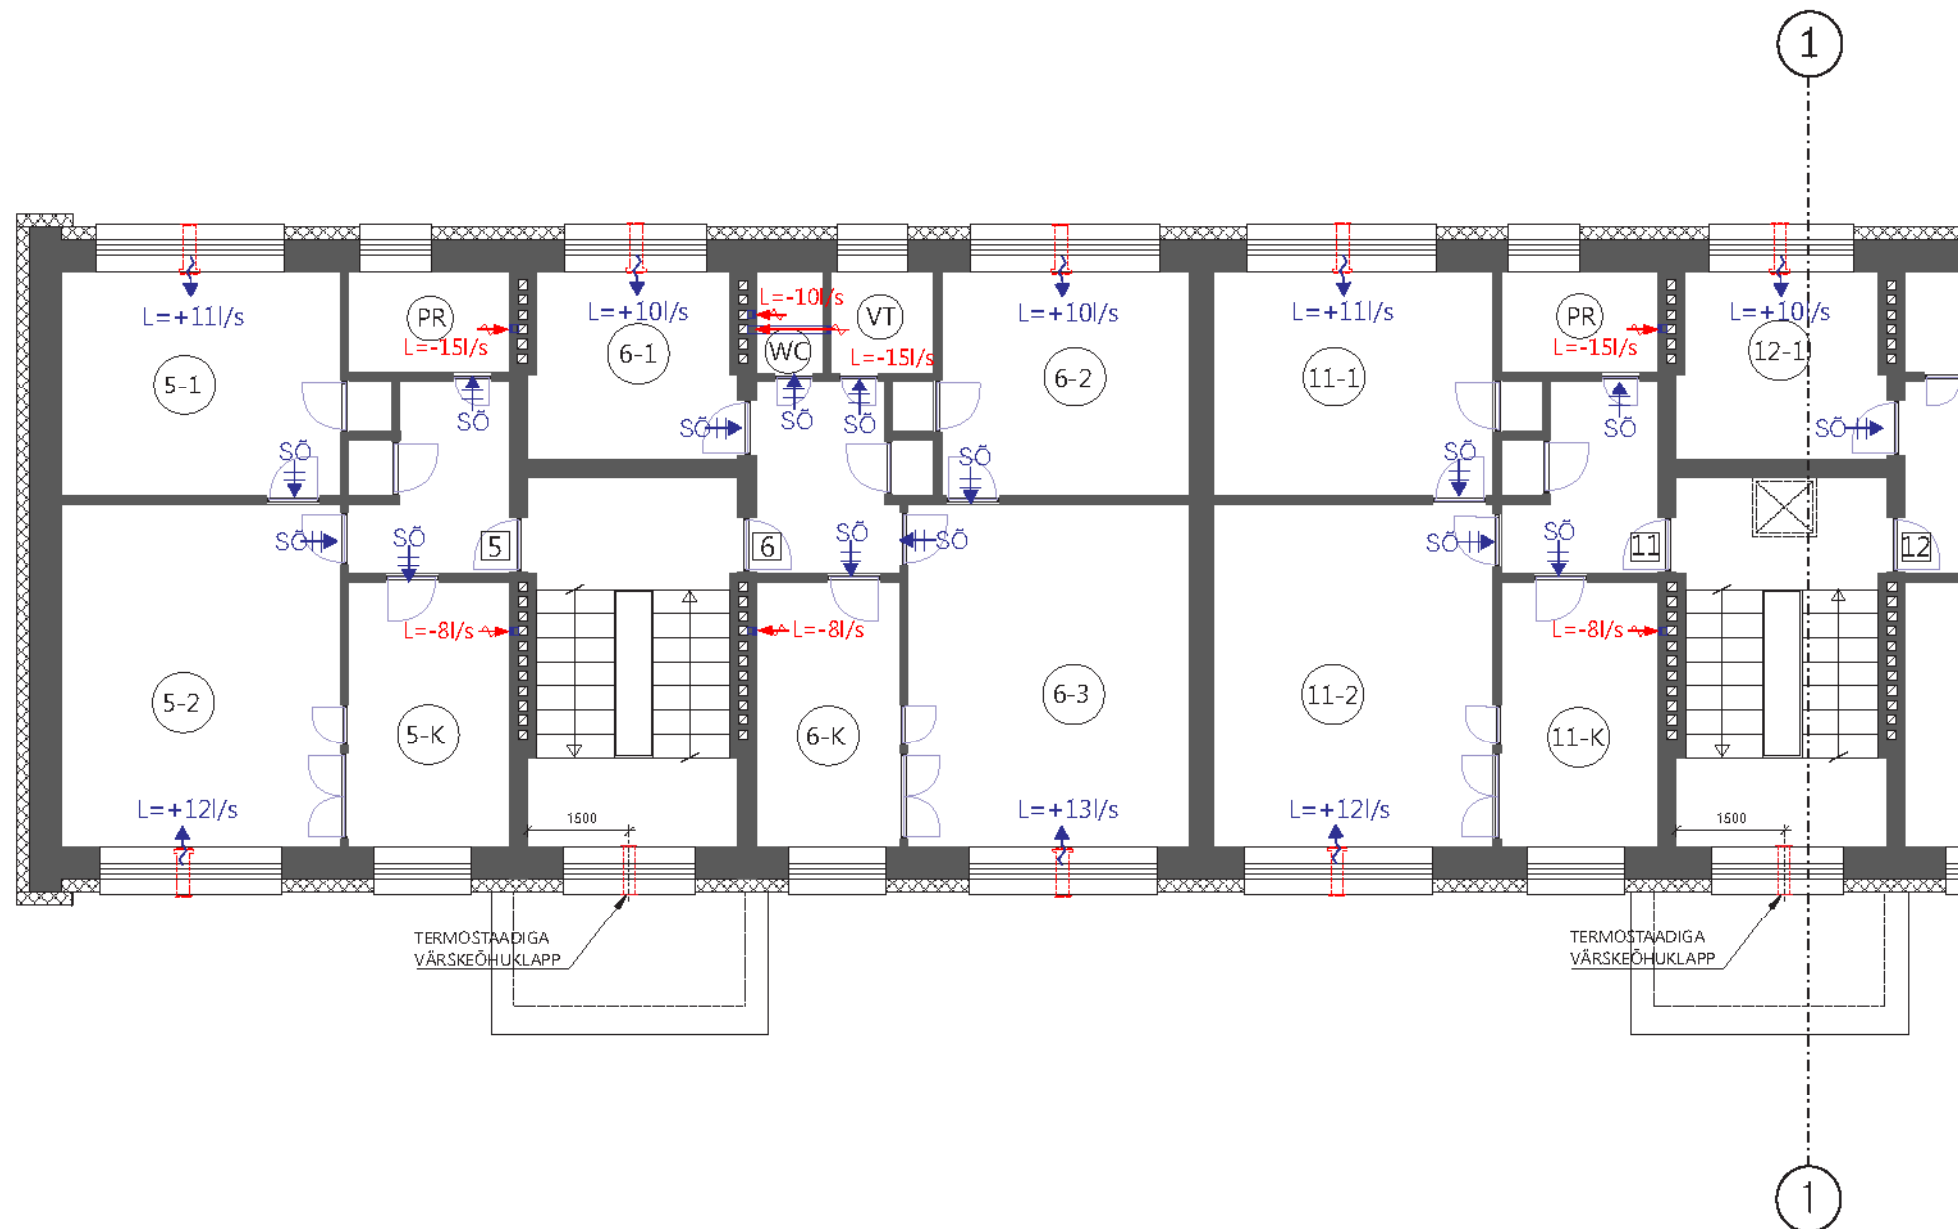 1
L=+11l/s
PR
L=-15l/s
5-1
L=+10l/s
6-1
L=-10l/s
WC
VT
L=-15l/s
L=+10l/s
6-2
L=+11l/s
11-1
PR
L=-15l/s
L=+10l/s
12-1
SÕ
SÕ
SÕ
SÕ
SÕ
SÕ
SÕ
SÕ
SÕ
SÕ
SÕ
5
6
SÕ
SÕ
SÕ
SÕ
11
12
L=-8l/s
L=-8l/s
L=-8l/s
5-2
5-K
6-K
6-3
11-2
11-K
L=+12l/s
1500
L=+13l/s
L=+12l/s
1500
TERMOSTAADIGA
VÄRSKEÕHUKLAPP
TERMOSTAADIGA
VÄRSKEÕHUKLAPP
1